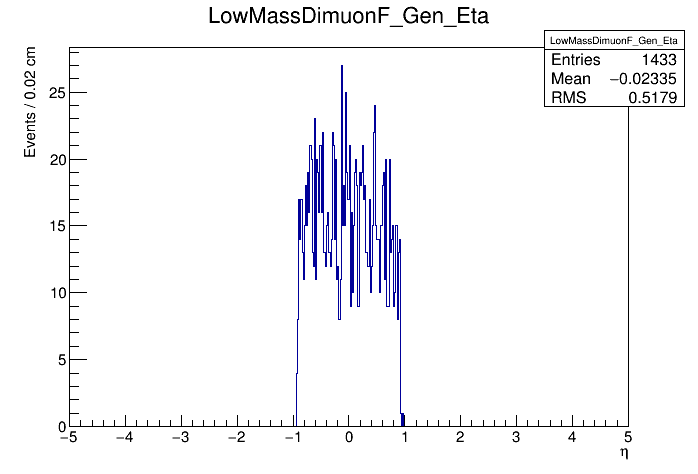 LowMassDimuonF_Gen_Eta
LowMassDimuonF_Gen_Eta
Entries 1433
Mean −0.02335
RMS 0.5179
Events / 0.02 cm
25
20
15
10
5
0
−5 −4 −3 −2 −1 0 1 2 3 4 5
η